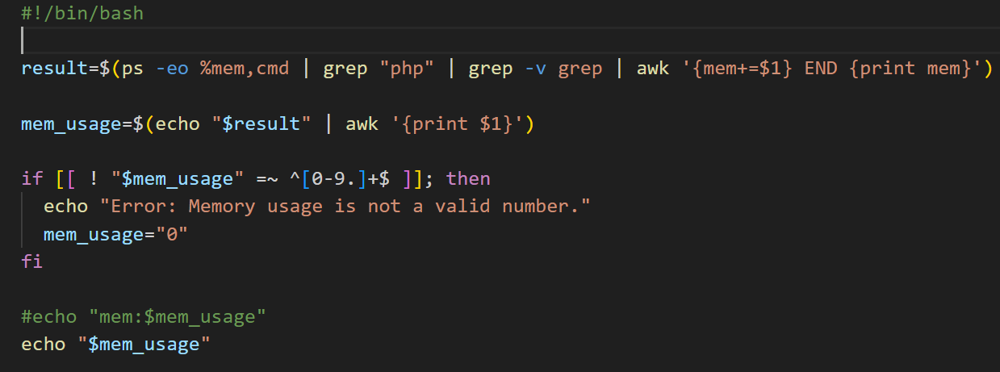 #!/bin/bash
result=$(ps -eo %mem,cmd | grep "php" | grep -v grep | awk '{mem+=$1} END {print mem}')
mem_usage=$(echo "$result" | awk '{print $1}')
if [[ ! "$mem_usage" =~ ^[0-9.]+$ ]]; then
  echo "Error: Memory usage is not a valid number."
  mem_usage="0"
fi
#echo "mem:$mem_usage"
echo "$mem_usage"